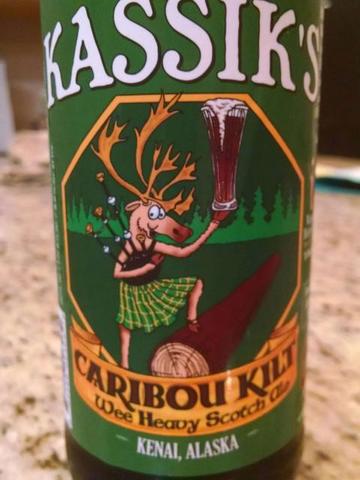 KASSIK'S
CARIBOU KILT
Wee Heavy Scotch Ale
KENAI, ALASKA